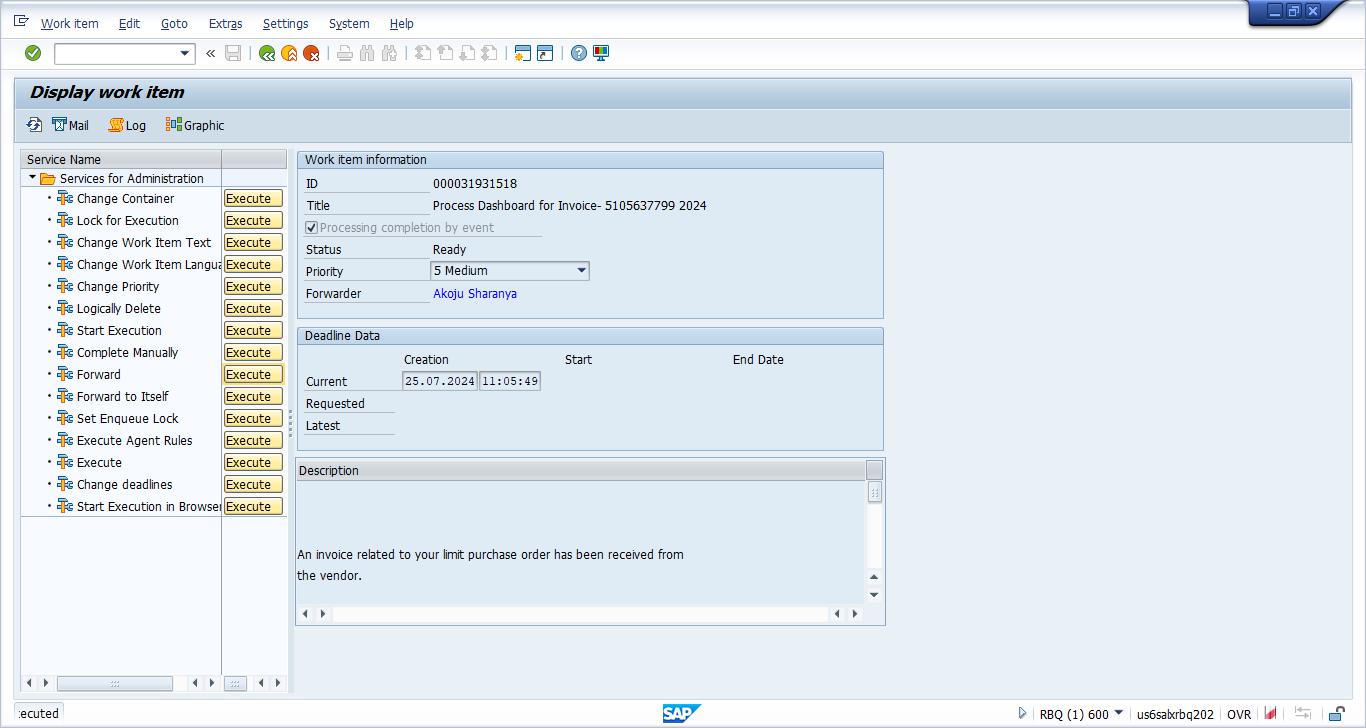 Work item Edit Goto Extras Settings System Help
Display work item
Mail Log Graphic
Service Name
Services for Administration
Change Container Execute
Lock for Execution Execute
Change Work Item Text Execute
Change Work Item Langua Execute
Change Priority Execute
Logically Delete Execute
Start Execution Execute
Complete Manually Execute
Forward Execute
Forward to Itself Execute
Set Enqueue Lock Execute
Execute Agent Rules Execute
Execute Execute
Change deadlines Execute
Start Execution in Browser Execute
Work item information
ID 000031931518
Title Process Dashboard for Invoice- 5105637799 2024
Processing completion by event
Status Ready
Priority 5 Medium
Forwarder Akoju Sharanya
Deadline Data
Creation Start End Date
Current 25.07.2024 11:05:49
Requested
Latest
Description
An invoice related to your limit purchase order has been received from
the vendor.
ecuted
SAP
RBQ (1) 600 us6salxrbq202 OVR